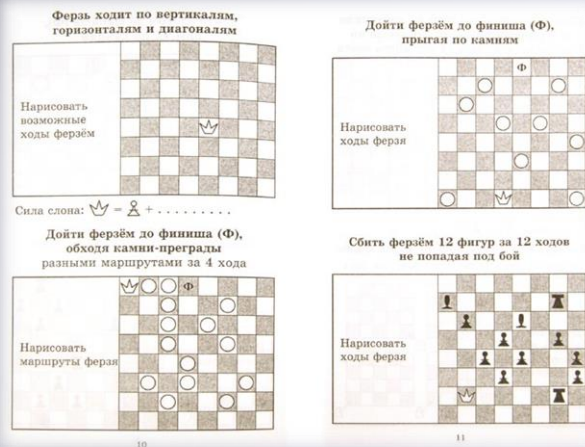 Ферзь ходит по вертикалям,
горизонталям и диагоналям
Нарисовать
возможные
ходы ферзём
Сила слона: = + . . . . . . . . .
Дойти ферзём до финиша (Ф),
обходя камни-преграды
разными маршрутами за 4 хода
Ф
Нарисовать
маршруты ферзя
10
Дойти ферзём до финиша (Ф),
прыгая по камням
Ф
Нарисовать
ходы ферзя
Сбить ферзём 12 фигур за 12 ходов
не попадая под бой
Нарисовать
ходы ферзя
11